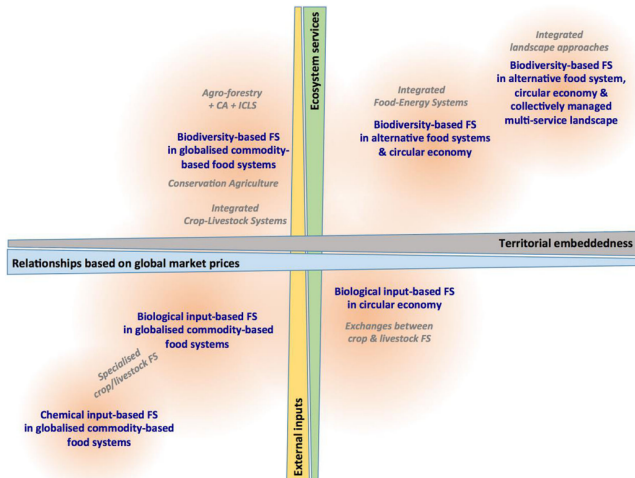 Integrated
landscape approaches
Biodiversity-based FS
in alternative food system,
circular economy &
collectively managed
multi-service landscape
Agro-forestry
+ CA + ICLS
Biodiversity-based FS
in globalised commodity-
based food systems
Conservation Agriculture
Integrated
Crop-Livestock Systems
Ecosystem services
Integrated
Food-Energy Systems
Biodiversity-based FS
in alternative food systems
& circular economy
Territorial embeddedness
Relationships based on global market prices
Biological input-based FS
in globalised commodity-based
food systems
Biological input-based FS
in circular economy
Exchanges between
crop & livestock FS
Specialised
crop/livestock FS
Chemical input-based FS
in globalised commodity-based
food systems
External inputs